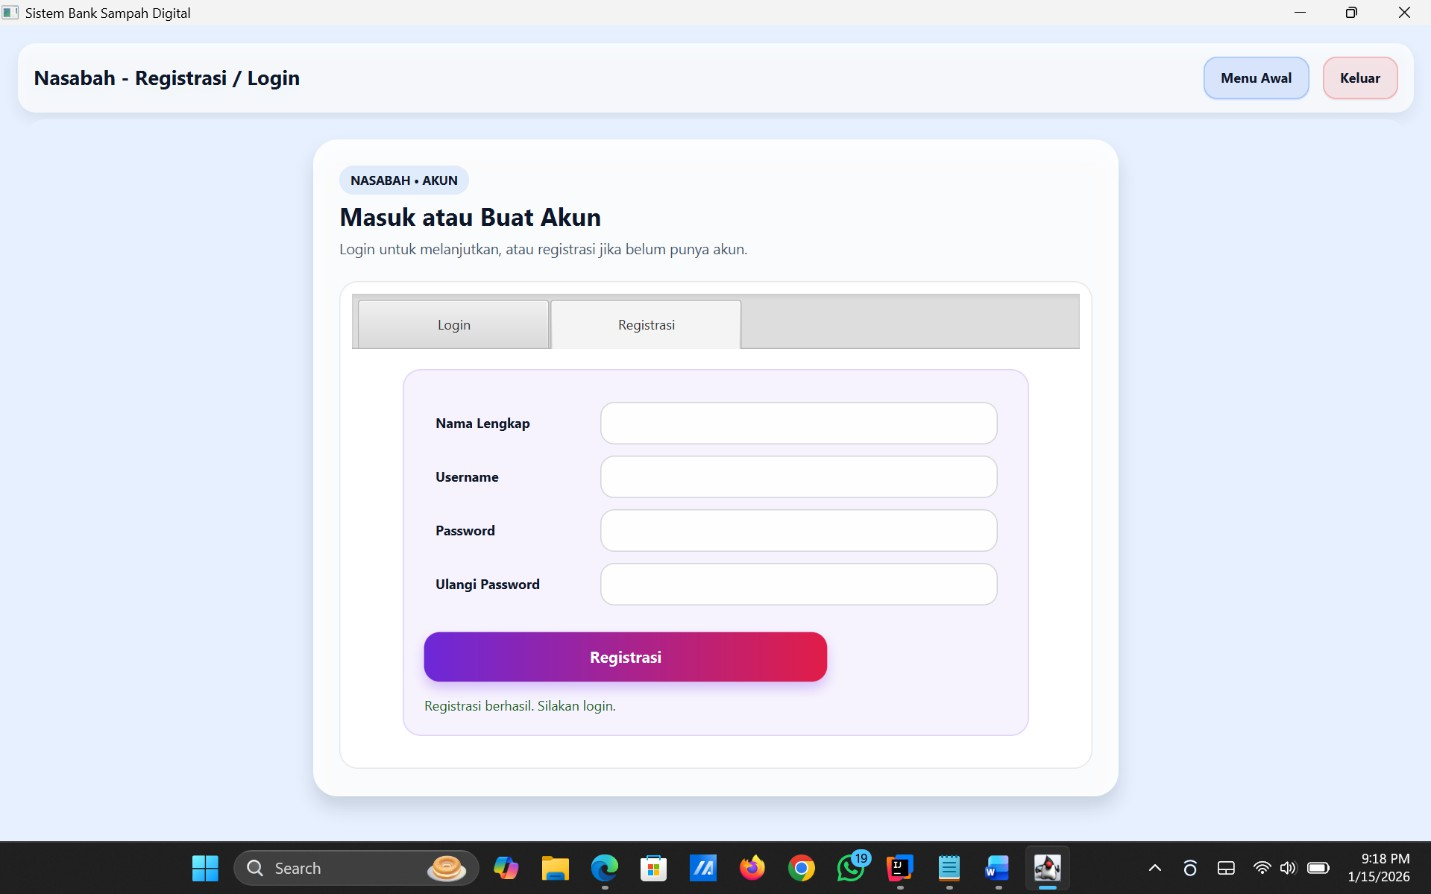 Sistem Bank Sampah Digital
Nasabah - Registrasi / Login
Menu Awal
Keluar
NASABAH • AKUN
Masuk atau Buat Akun
Login untuk melanjutkan, atau registrasi jika belum punya akun.
Login
Registrasi
Nama Lengkap
Username
Password
Ulangi Password
Registrasi
Registrasi berhasil. Silakan login.
Search
19
9:18 PM
1/15/2026